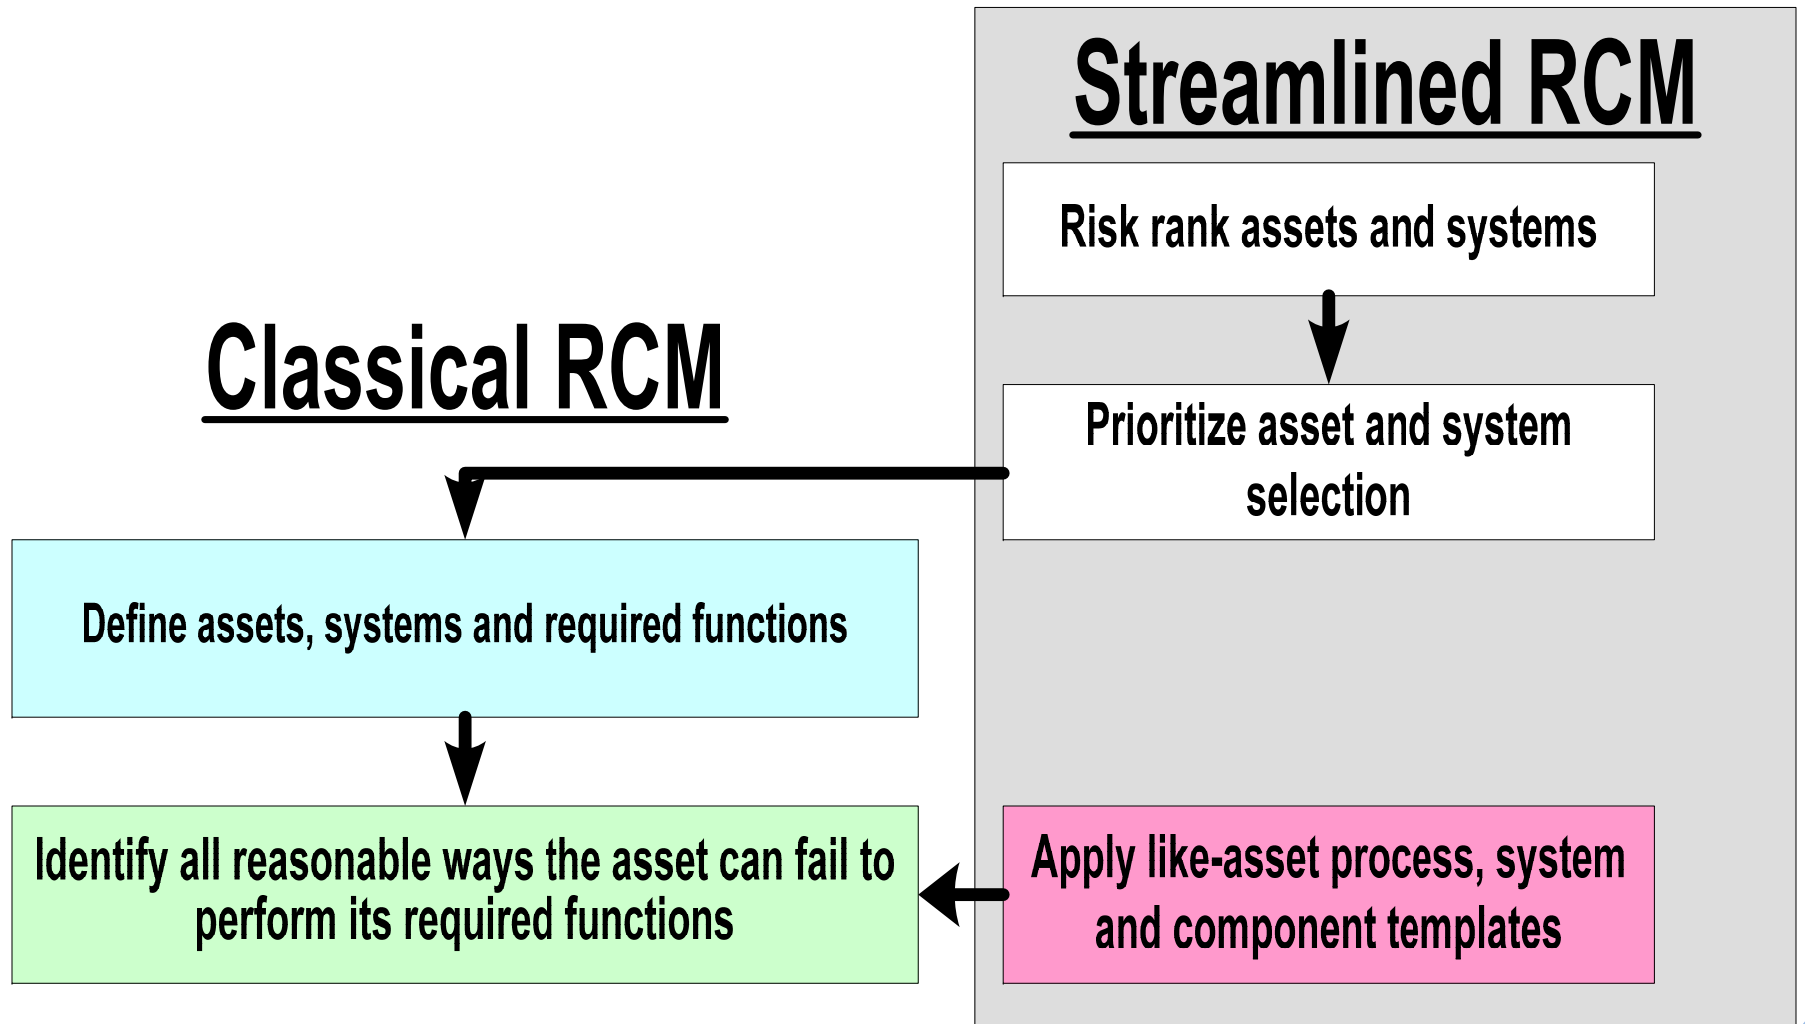 Streamlined RCM
Risk rank assets and systems
Classical RCM
Prioritize asset and system
selection
Define assets, systems and required functions
Identify all reasonable ways the asset can fail to
perform its required functions
Apply like-asset process, system
and component templates